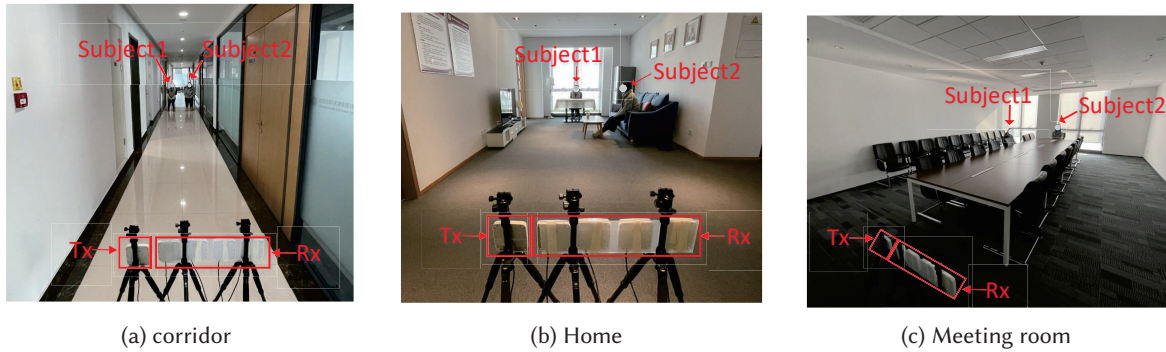 Subject1 Subject2
Tx
Rx
(a) corridor
Subject1
Subject2
Tx
Rx
(b) Home
Subject1
Subject2
Tx
Rx
(c) Meeting room